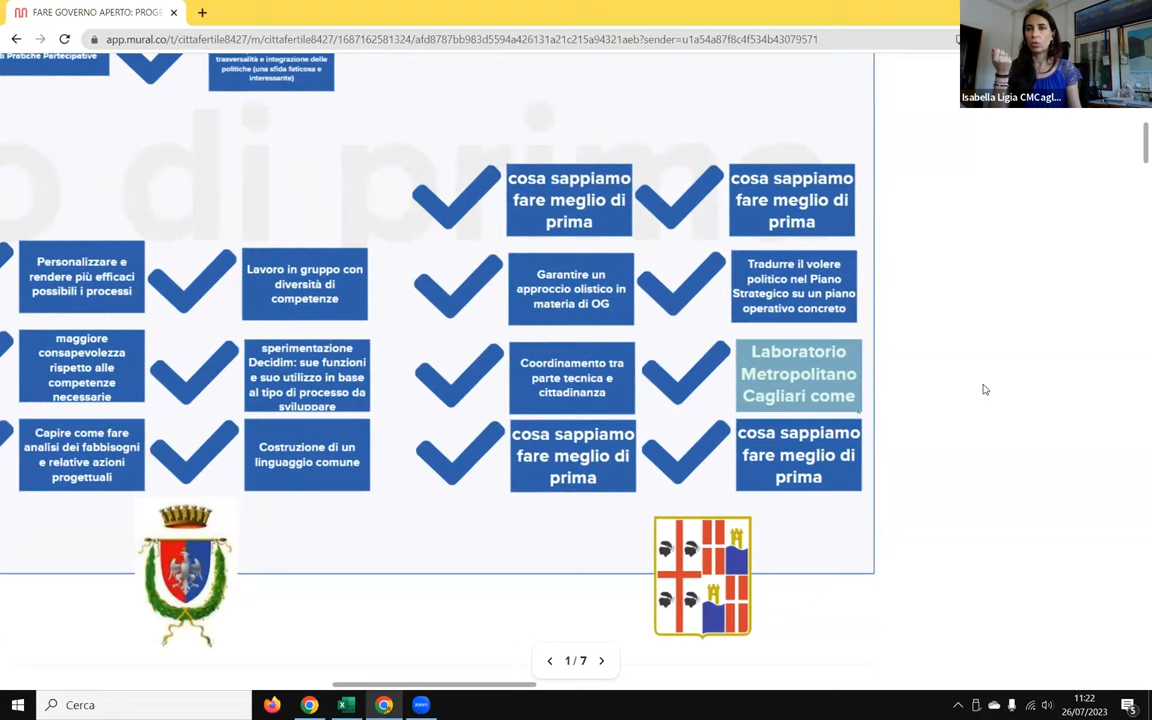 FARE GOVERNO APERTO: PROGE
app.mural.co/t/cittafertile8427/m/cittafertile8427/1687162581324/afd8787bb983d5594a426131a21c215a94321aeb?sender=u1a54a87f8c4f534b43079571
Isabella Ligia CMCagl...
di Pratiche Partecipative
trasversalità e integrazione delle
politiche (una sfida faticosa e
interessante)
o di prima
cosa sappiamo
fare meglio di
prima
cosa sappiamo
fare meglio di
prima
Personalizzare e
rendere più efficaci
possibili i processi
Lavoro in gruppo con
diversità di
competenze
Garantire un
approccio olistico in
materia di OG
Tradurre il volere
politico nel Piano
Strategico su un piano
operativo concreto
maggiore
consapevolezza
rispetto alle
competenze
necessarie
sperimentazione
Decidim: sue funzioni
e suo utilizzo in base
al tipo di processo da
sviluppare
Coordinamento tra
parte tecnica e
cittadinanza
Laboratorio
Metropolitano
Cagliari come
Capire come fare
analisi dei fabbisogni
e relative azioni
progettuali
Costruzione di un
linguaggio comune
cosa sappiamo
fare meglio di
prima
cosa sappiamo
fare meglio di
prima
1 / 7
Cerca
11:22
26/07/2023
5